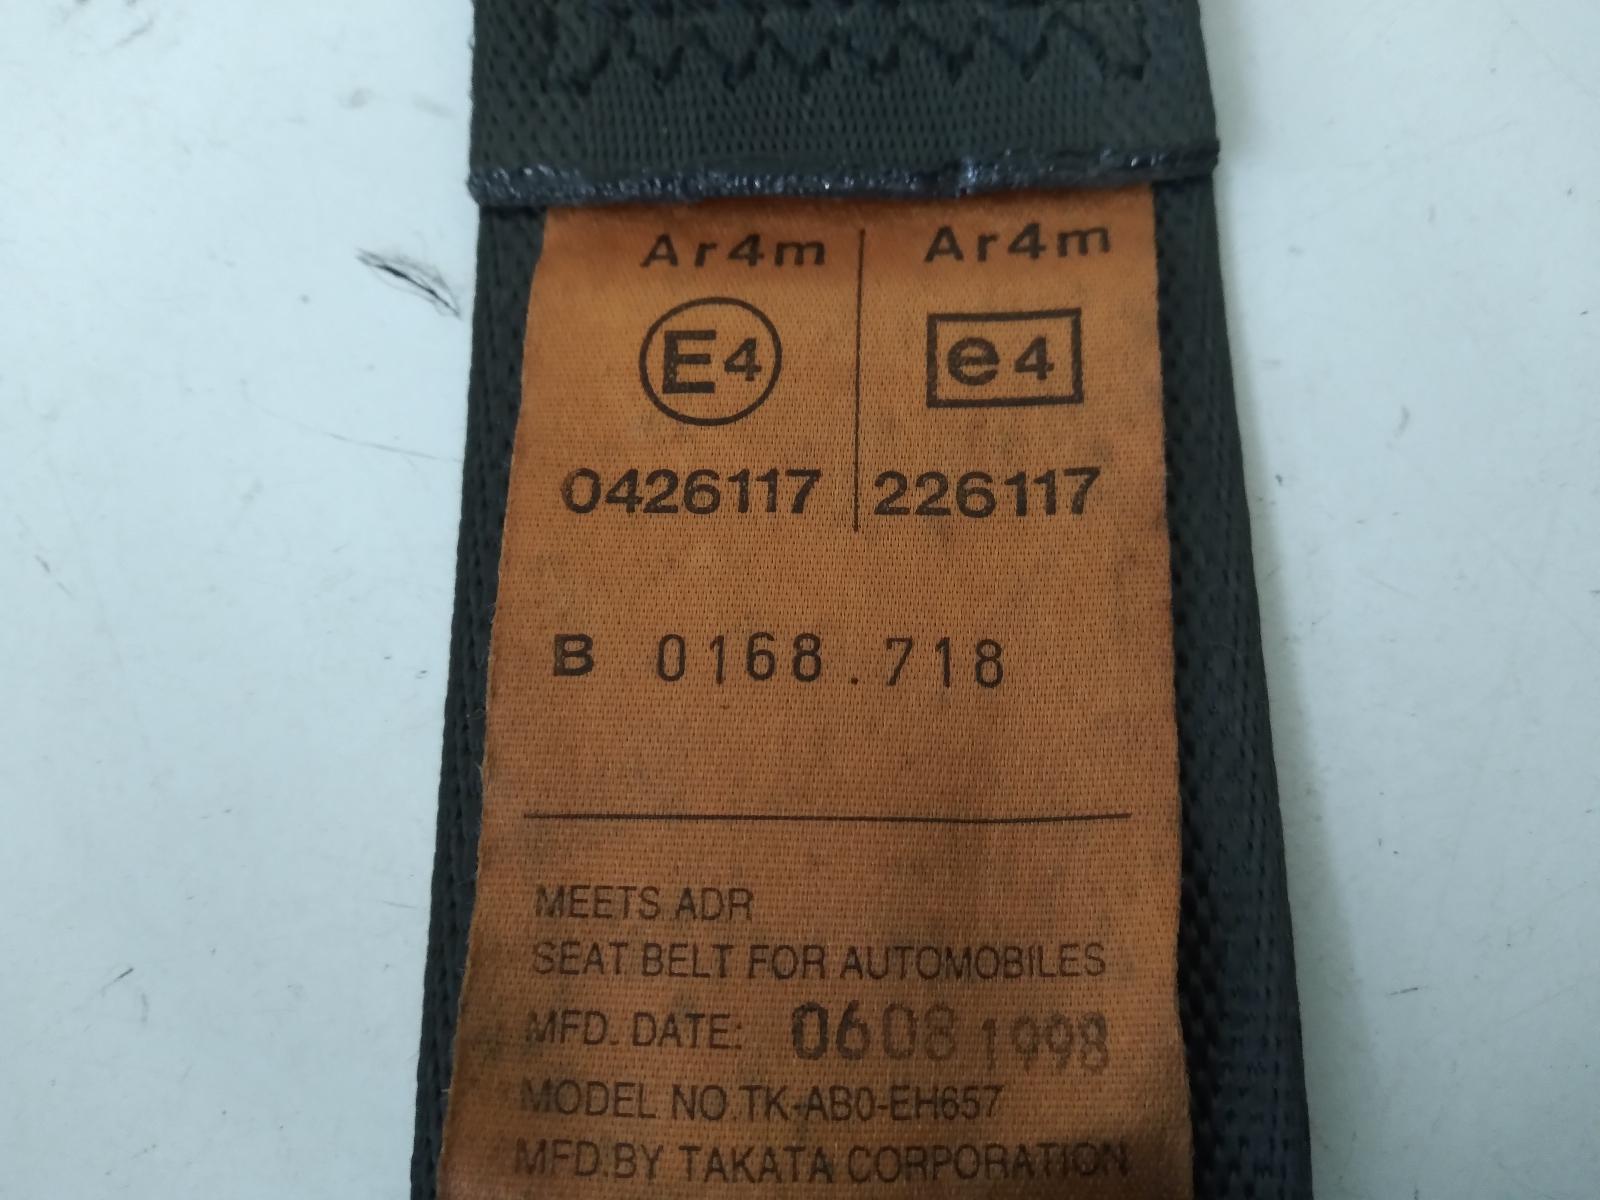 Ar4m Ar4m
E4 e4
0426117 226117
B 0168.718
MEETS ADR
SEAT BELT FOR AUTOMOBILES
MFD. DATE: 0608 1998
MODEL NO.TK-AB0-EH657
MFD.BY TAKATA CORPORATION